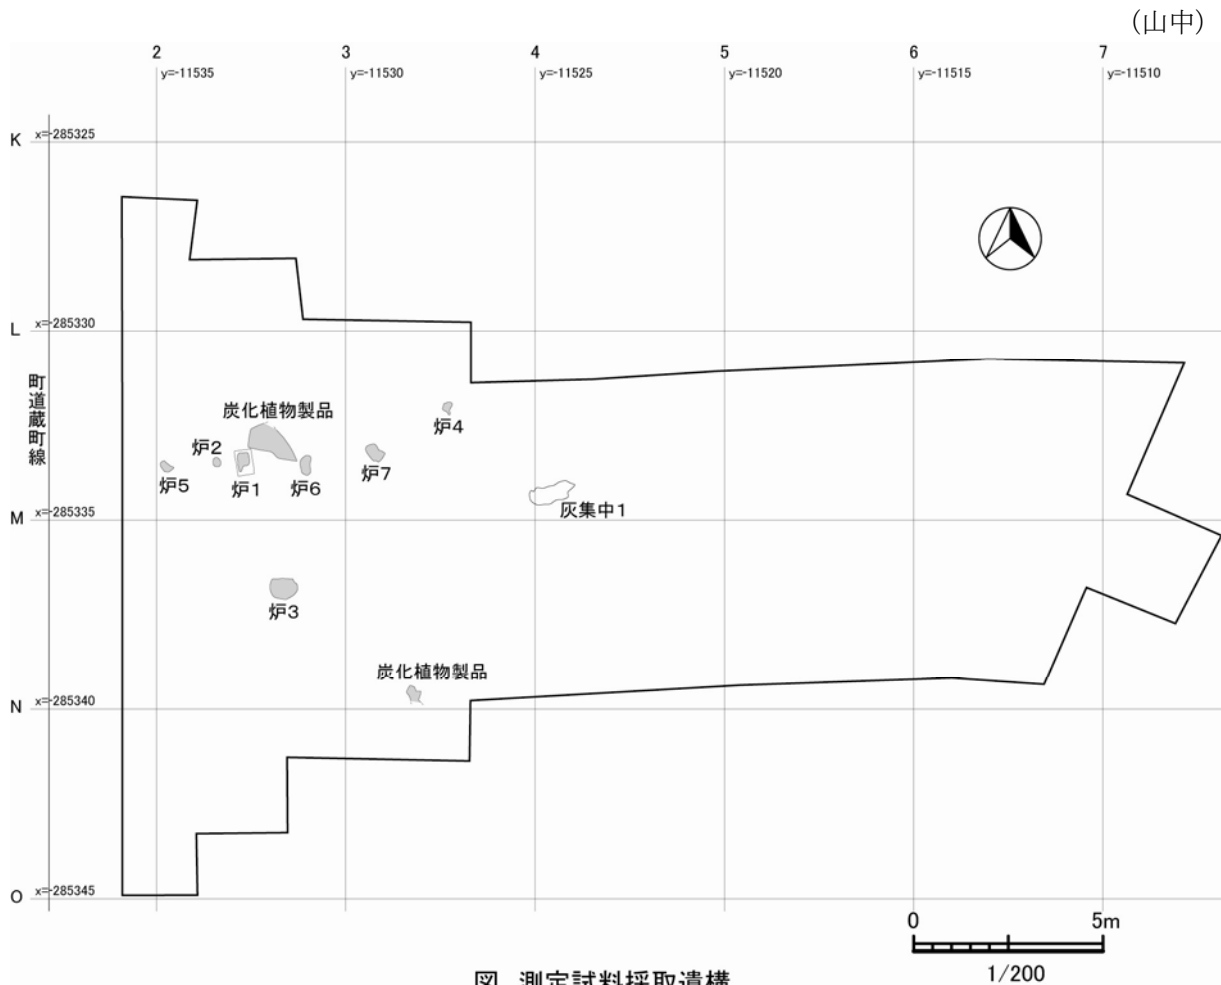 (山中)
2 3 4 5 6 7
y=-11535 y=-11530 y=-11525 y=-11520 y=-11515 y=-11510
K x=-285325
L x=-285330
町道蔵町線
炭化植物製品
炉4
炉2
炉7
炉5 炉1 炉6
灰集中1
M x=-285335
炉3
炭化植物製品
N x=-285340
O x=-285345
0 5m
1/200
図 測定試料採取遺構